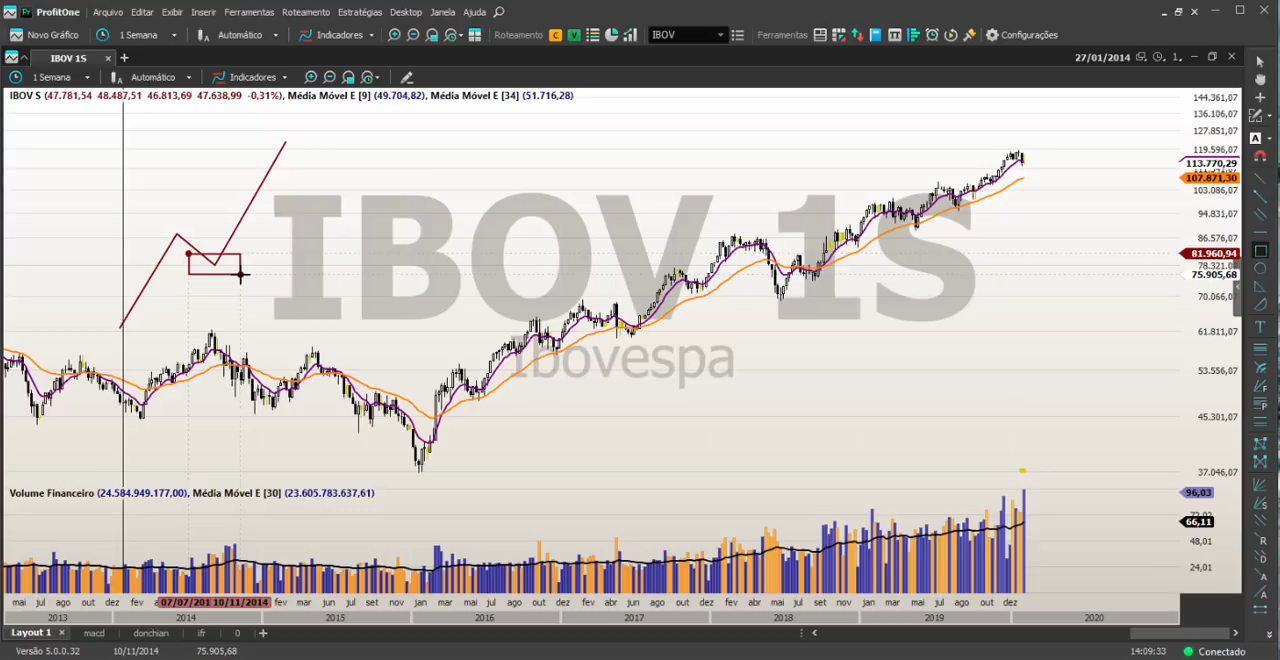 ProfitOne Arquivo Editar Exibir Inserir Ferramentas Roteamento Estratégias Desktop Janela Ajuda
Novo Gráfico 1 Semana Automático Indicadores Roteamento C V IBOV Ferramentas Configurações
IBOV 1S × + 27/01/2014 1
1 Semana Automático Indicadores
IBOV S (47.781,54 48.487,51 46.813,69 47.638,99 -0,31%), Média Móvel E [9] (49.704,82), Média Móvel E [34] (51.716,28)
144.361,07
136.106,07
127.851,07
119.596,07
113.770,29
107.871,30
103.086,07
94.831,07
86.576,07
81.960,94
78.321,07
75.905,68
70.066,07
61.811,07
53.556,07
45.301,07
37.046,07
IBOV 1S
Ibovespa
Volume Financeiro (24.584.949.177,00), Média Móvel E [30] (23.605.783.637,61)
96,03
72,02
66,11
48,01
24,01
mai jul ago out dez fev 07/07/201 10/11/2014 fev abr jun jul set nov jan mar mai jul set out dez fev abr jun ago out dez fev abr mai jul set nov jan mar mai jul ago out dez
2013 2014 2015 2016 2017 2018 2019 2020
Layout 1 × macd donchian ifr 0 +
Versão 5.0.0.32 10/11/2014 75.905,68 14:09:33 Conectado